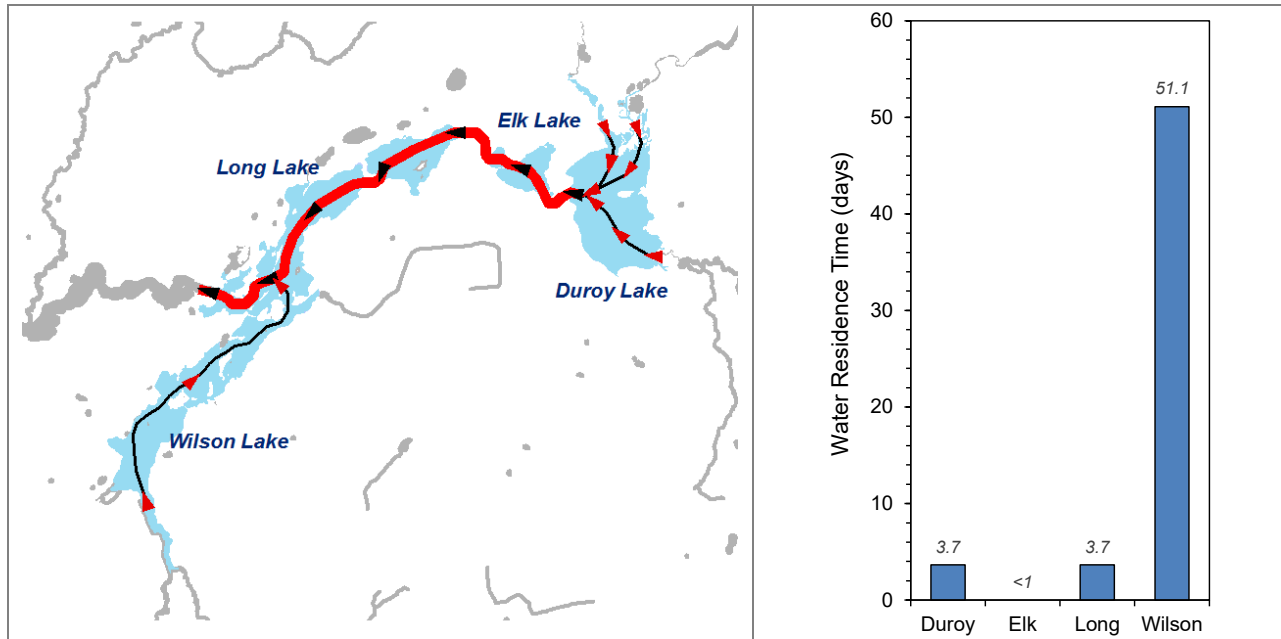 Elk Lake
Long Lake
Duroy Lake
Wilson Lake
Water Residence Time (days)
60
50
40
30
20
10
0
3.7
<1
3.7
51.1
Duroy Elk Long Wilson